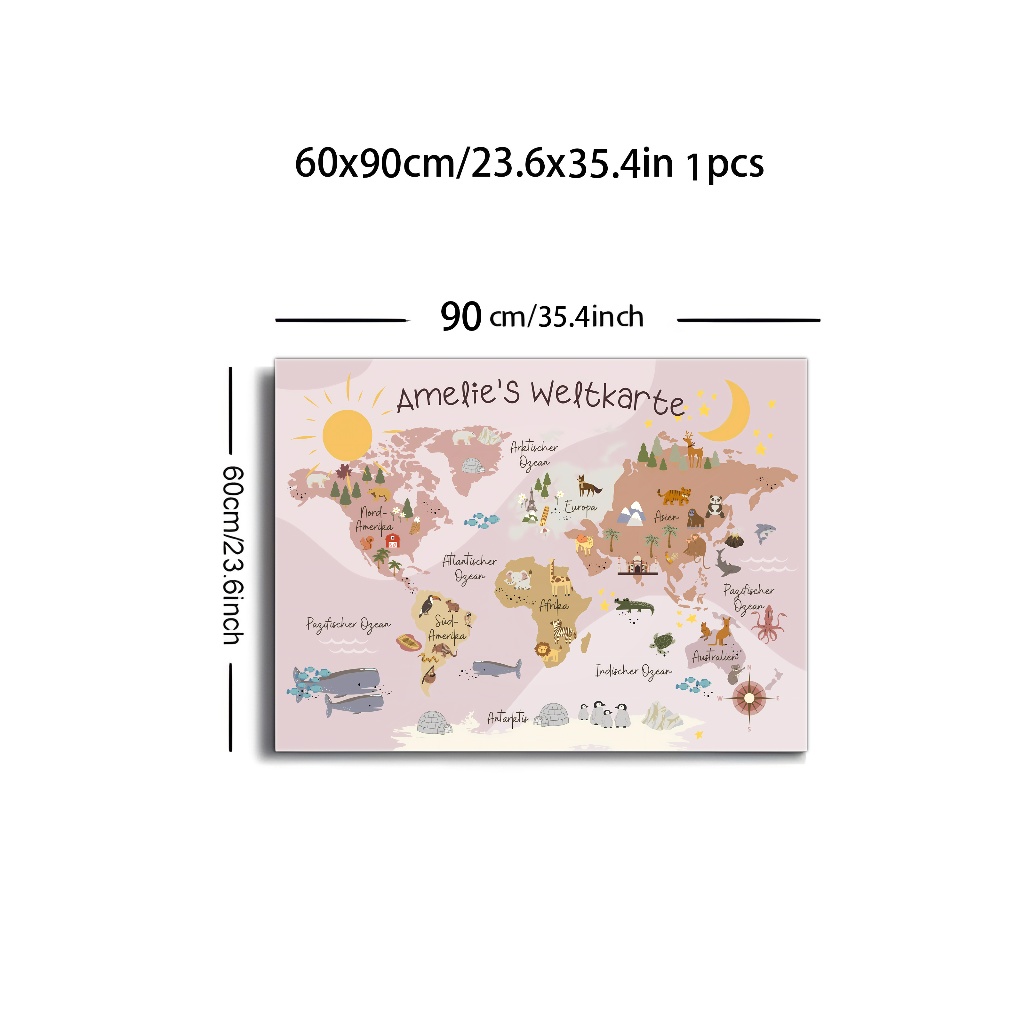 60x90cm/23.6x35.4in 1pcs
90 cm/35.4inch
60cm/23.6inch
Amelie's Weltkarte
Arktischer
Ozean
Nord-
Amerika
Europa
Asien
Atlantischer
Ozean
Afrika
Pazifischer
Ozean
Pazifischer Ozean
Süd-
Amerika
Indischer Ozean
Australien
Antarktis
N
W
S